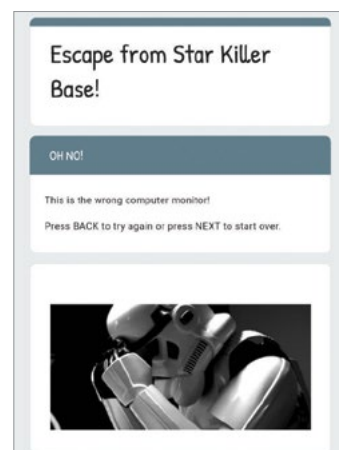 Escape from Star Killer
Base!
OH NO!
This is the wrong computer monitor!
Press BACK to try again or press NEXT to start over.